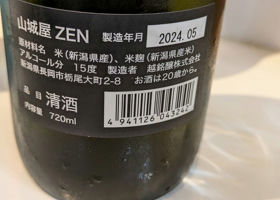 山城屋 ZEN 製造年月 2024.05
原材料名 米(新潟県産)、米麹(新潟県産米)
アルコール分 15度 製造者 越銘醸株式会社
新潟県長岡市栃尾大町2-8 お酒は20歳から。
品目 清酒
内容量 720ml
4 941126 043242